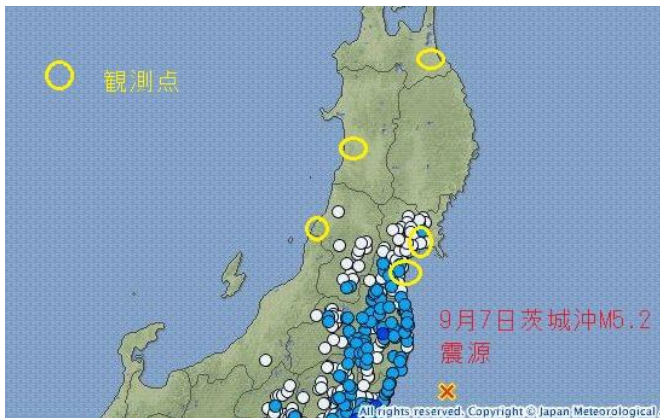 観測点
9月7日茨城沖M5.2
震源
All rights reserved. Copyright © Japan Meteorological